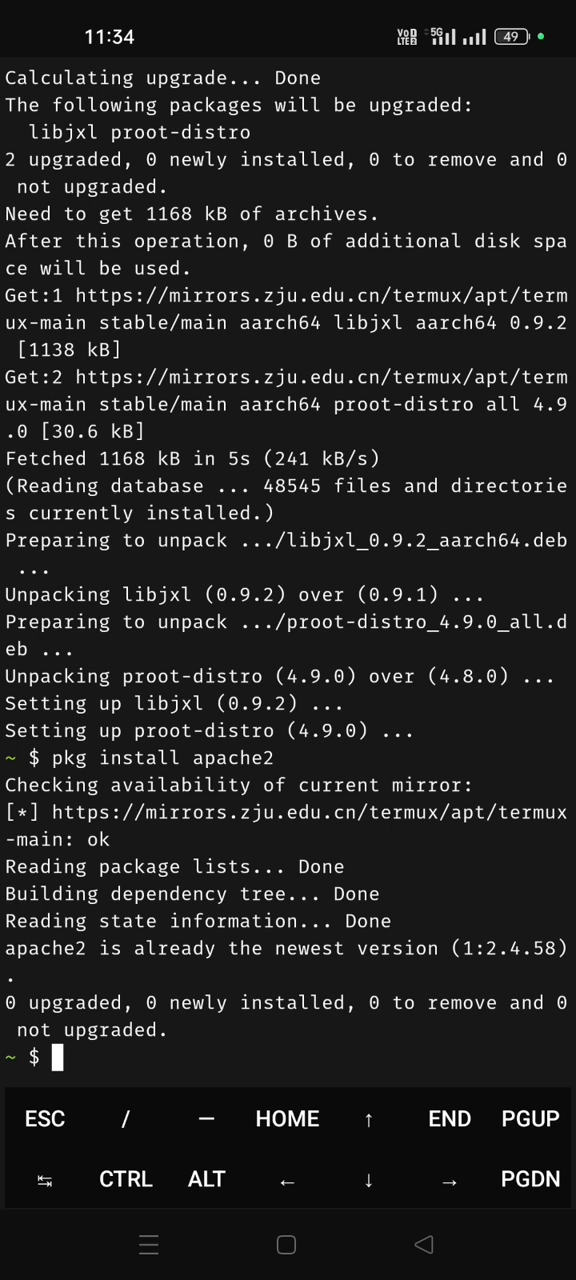 11:34
VoD LTE2 5G 49
Calculating upgrade... Done
The following packages will be upgraded:
  libjxl proot-distro
2 upgraded, 0 newly installed, 0 to remove and 0
 not upgraded.
Need to get 1168 kB of archives.
After this operation, 0 B of additional disk spa
ce will be used.
Get:1 https://mirrors.zju.edu.cn/termux/apt/term
ux-main stable/main aarch64 libjxl aarch64 0.9.2
 [1138 kB]
Get:2 https://mirrors.zju.edu.cn/termux/apt/term
ux-main stable/main aarch64 proot-distro all 4.9
.0 [30.6 kB]
Fetched 1168 kB in 5s (241 kB/s)
(Reading database ... 48545 files and directorie
s currently installed.)
Preparing to unpack .../libjxl_0.9.2_aarch64.deb
 ...
Unpacking libjxl (0.9.2) over (0.9.1) ...
Preparing to unpack .../proot-distro_4.9.0_all.d
eb ...
Unpacking proot-distro (4.9.0) over (4.8.0) ...
Setting up libjxl (0.9.2) ...
Setting up proot-distro (4.9.0) ...
~ $ pkg install apache2
Checking availability of current mirror:
[*] https://mirrors.zju.edu.cn/termux/apt/termux
-main: ok
Reading package lists... Done
Building dependency tree... Done
Reading state information... Done
apache2 is already the newest version (1:2.4.58)
.
0 upgraded, 0 newly installed, 0 to remove and 0
 not upgraded.
~ $
ESC / — HOME ↑ END PGUP
↹ CTRL ALT ← ↓ → PGDN